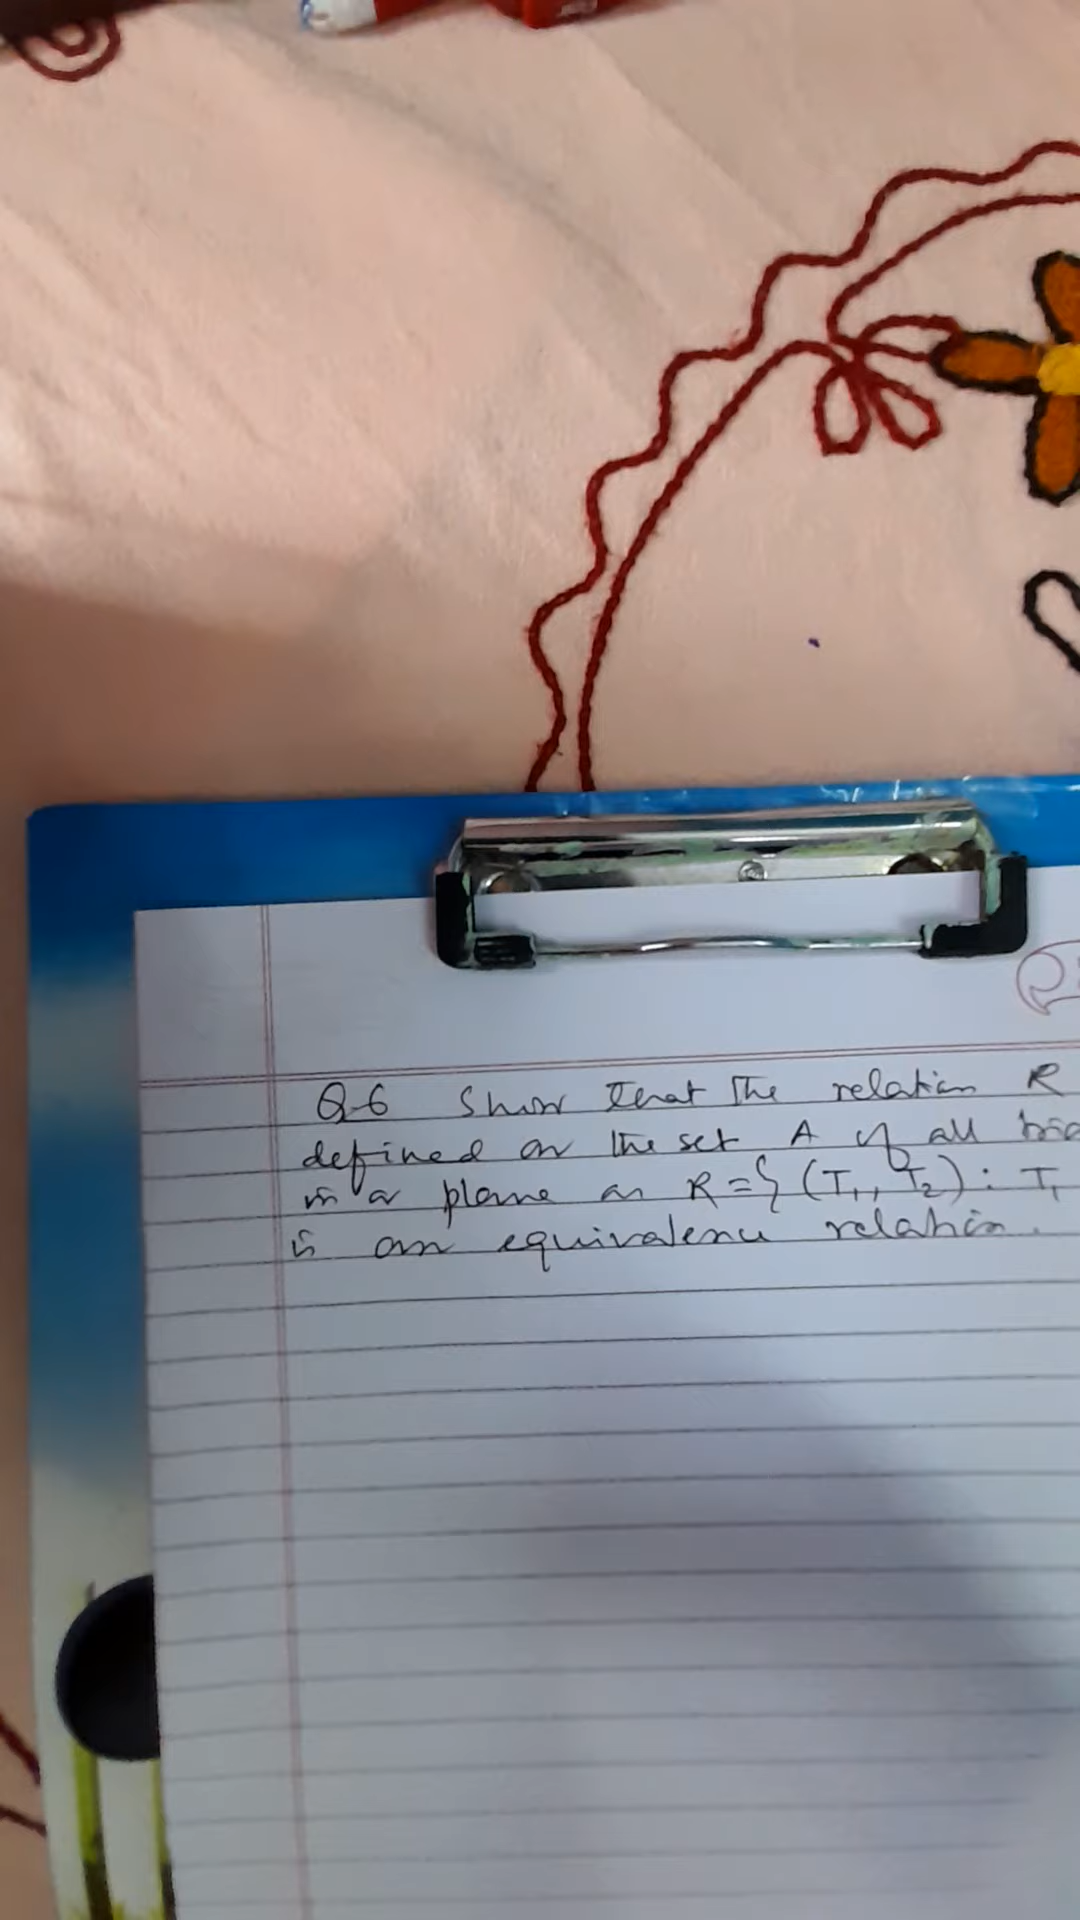 Q-6 Show that the relation R
defined on the set A of all
in a plane as R = { (T₁, T₂) : T₁
is an equivalence relation.